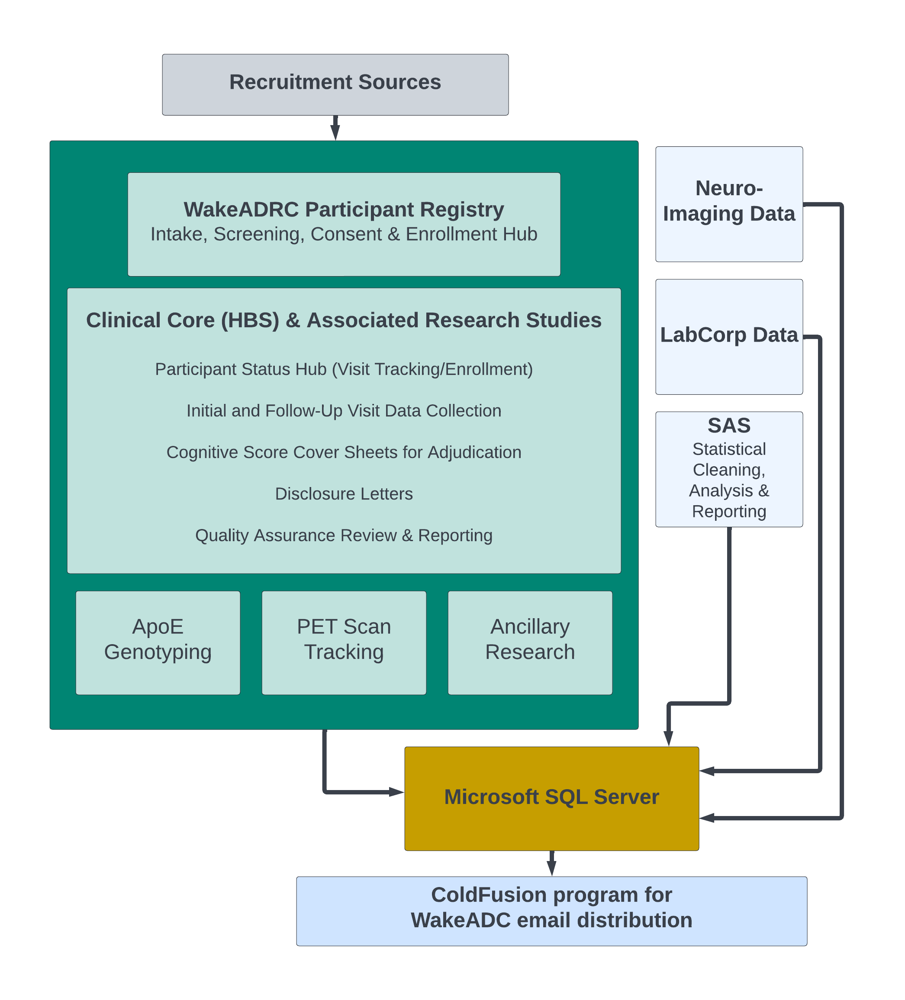 Recruitment Sources
WakeADRC Participant Registry
Intake, Screening, Consent & Enrollment Hub
Clinical Core (HBS) & Associated Research Studies
Participant Status Hub (Visit Tracking/Enrollment)
Initial and Follow-Up Visit Data Collection
Cognitive Score Cover Sheets for Adjudication
Disclosure Letters
Quality Assurance Review & Reporting
ApoE
Genotyping
PET Scan
Tracking
Ancillary
Research
Neuro-
Imaging Data
LabCorp Data
SAS
Statistical
Cleaning,
Analysis &
Reporting
Microsoft SQL Server
ColdFusion program for
WakeADC email distribution